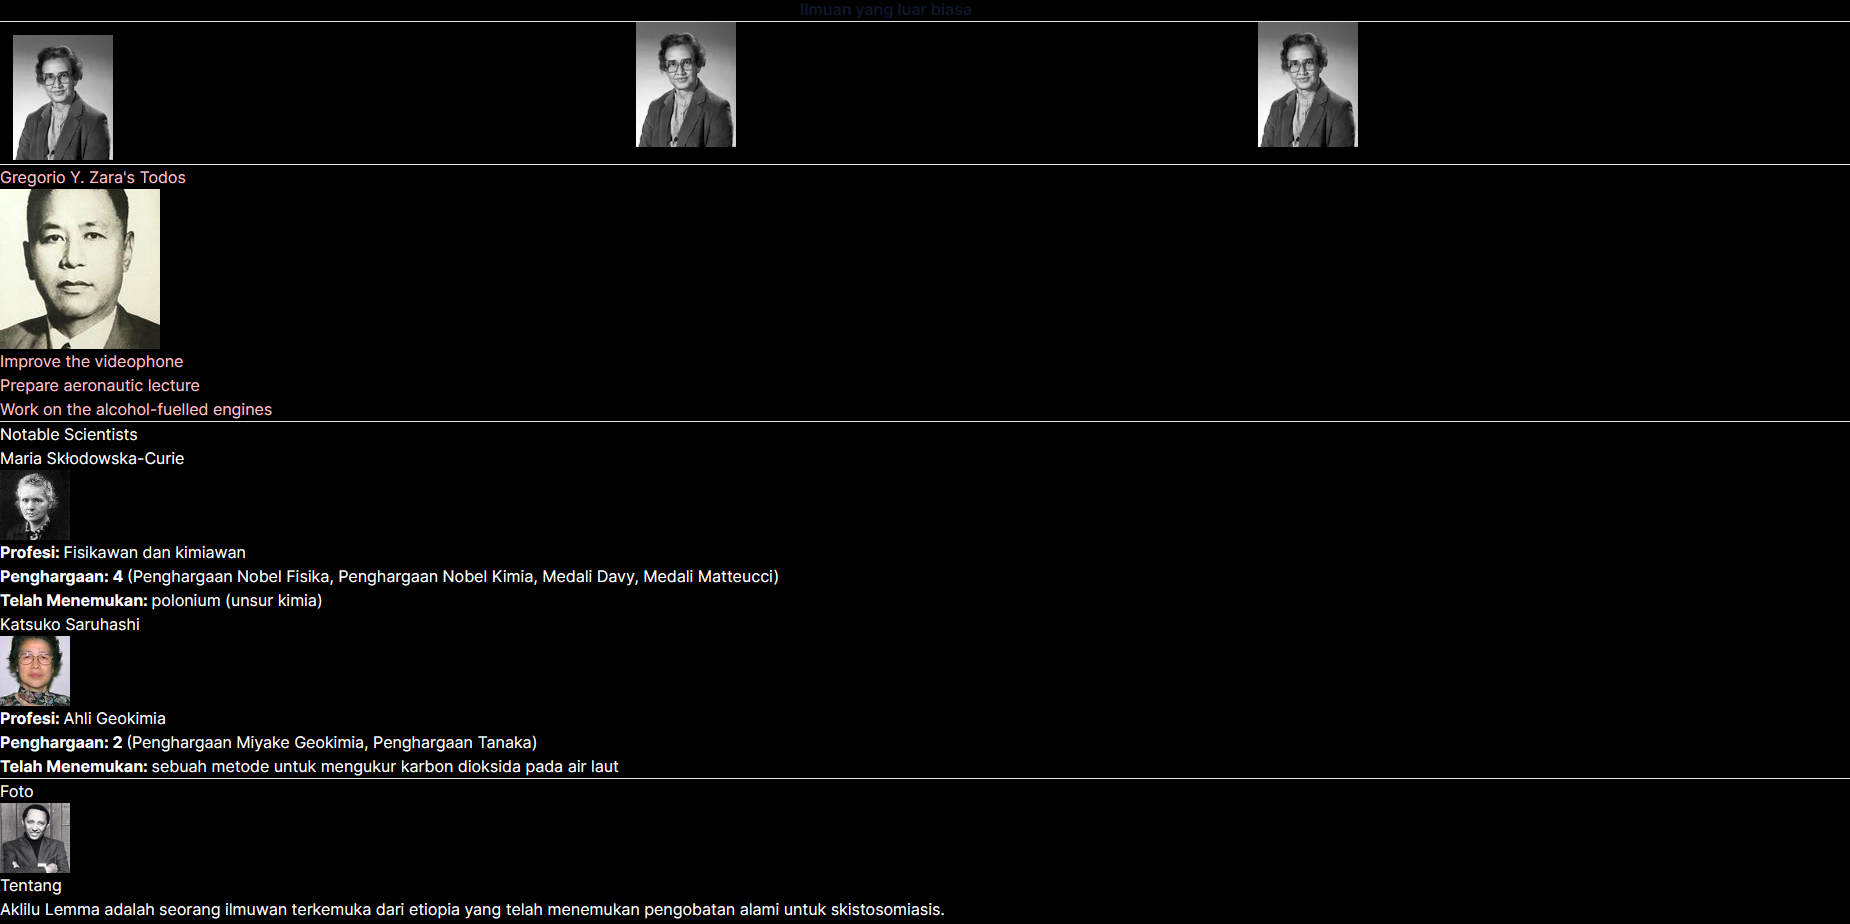 Ilmuan yang luar biasa
Gregorio Y. Zara's Todos
Improve the videophone
Prepare aeronautic lecture
Work on the alcohol-fuelled engines
Notable Scientists
Maria Skłodowska-Curie
Profesi: Fisikawan dan kimiawan
Penghargaan: 4 (Penghargaan Nobel Fisika, Penghargaan Nobel Kimia, Medali Davy, Medali Matteucci)
Telah Menemukan: polonium (unsur kimia)
Katsuko Saruhashi
Profesi: Ahli Geokimia
Penghargaan: 2 (Penghargaan Miyake Geokimia, Penghargaan Tanaka)
Telah Menemukan: sebuah metode untuk mengukur karbon dioksida pada air laut
Foto
Tentang
Aklilu Lemma adalah seorang ilmuwan terkemuka dari etiopia yang telah menemukan pengobatan alami untuk skistosomiasis.